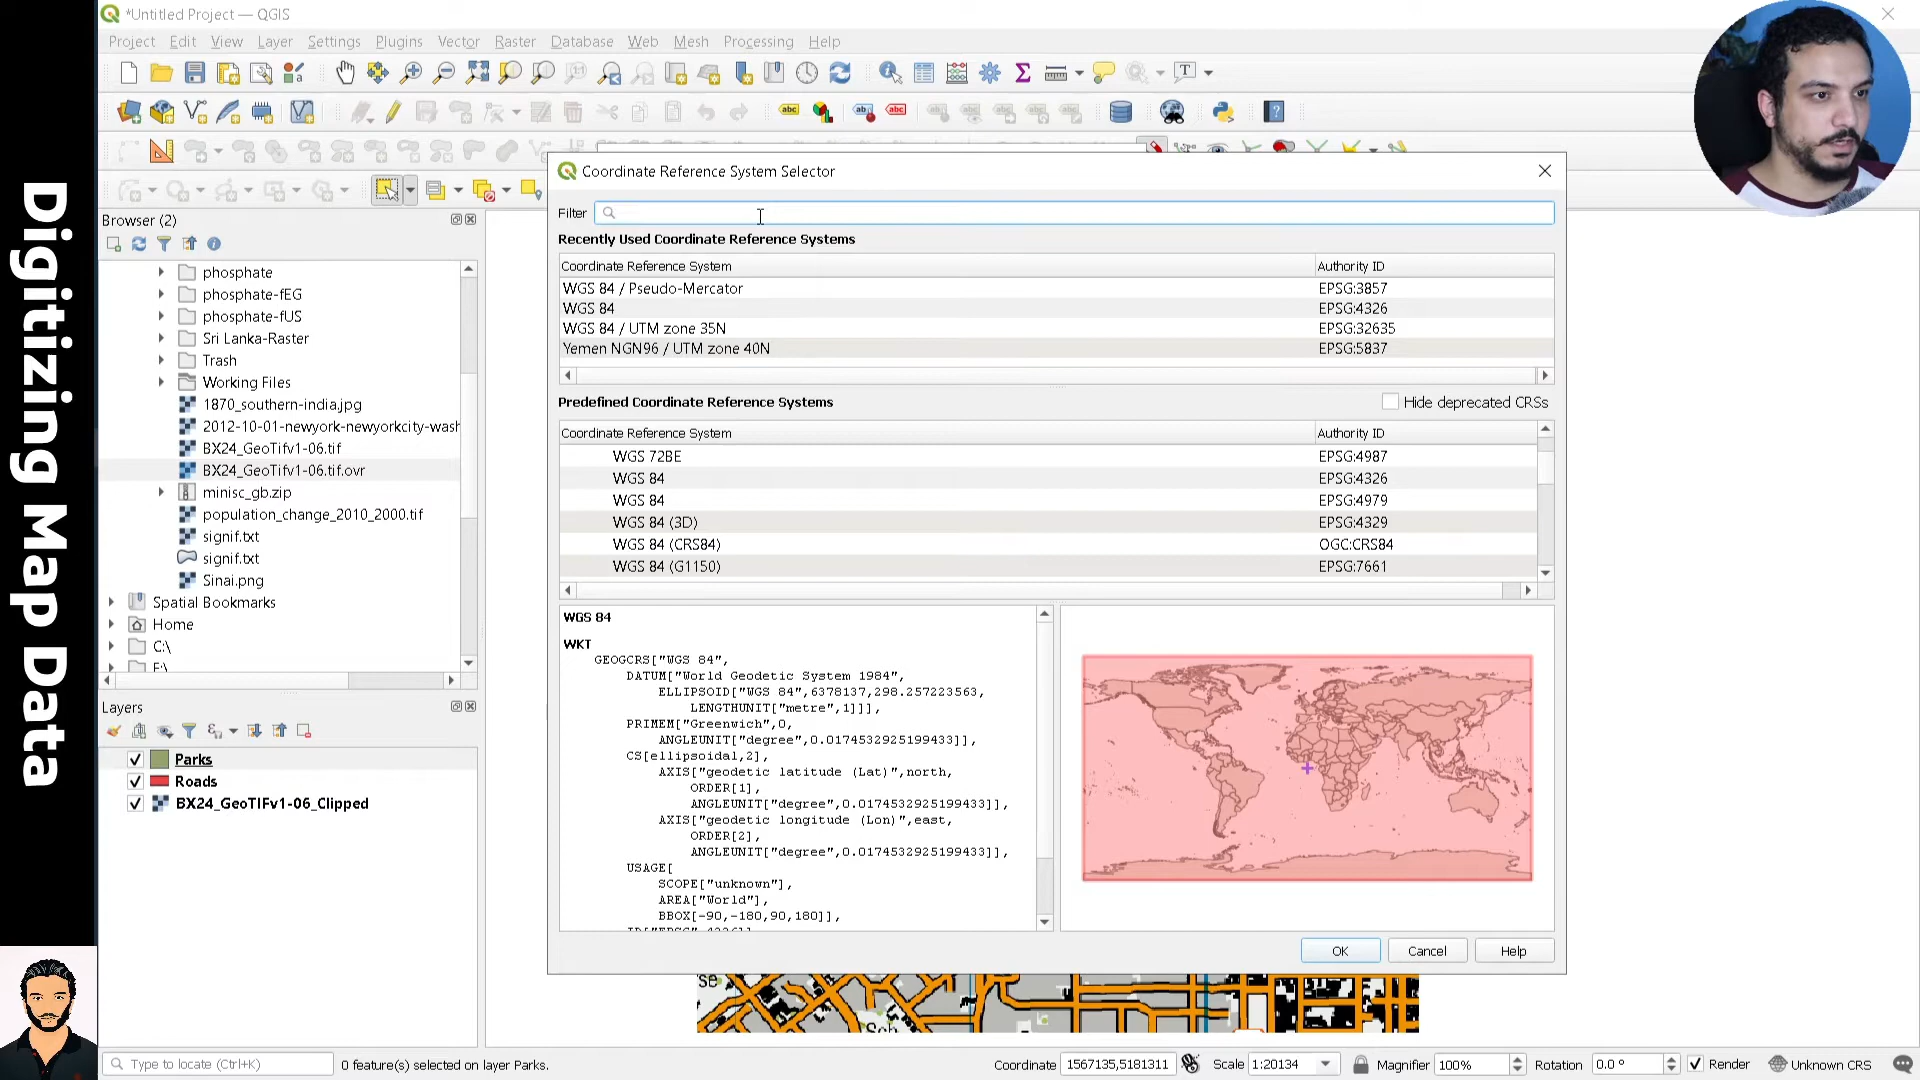 Digitizing Map Data
*Untitled Project — QGIS
Project Edit View Layer Settings Plugins Vector Raster Database Web Mesh Processing Help
Browser (2)
phosphate
phosphate-fEG
phosphate-fUS
Sri Lanka-Raster
Trash
Working Files
1870_southern-india.jpg
2012-10-01-newyork-newyorkcity-wash
BX24_GeoTifv1-06.tif
BX24_GeoTifv1-06.tif.ovr
minisc_gb.zip
population_change_2010_2000.tif
signif.txt
signif.txt
Sinai.png
Spatial Bookmarks
Home
C:\
Layers
Parks
Roads
BX24_GeoTIFv1-06_Clipped
Coordinate Reference System Selector
Filter
Recently Used Coordinate Reference Systems
Coordinate Reference System Authority ID
WGS 84 / Pseudo-Mercator EPSG:3857
WGS 84 EPSG:4326
WGS 84 / UTM zone 35N EPSG:32635
Yemen NGN96 / UTM zone 40N EPSG:5837
Predefined Coordinate Reference Systems Hide deprecated CRSs
Coordinate Reference System Authority ID
WGS 72BE EPSG:4987
WGS 84 EPSG:4326
WGS 84 EPSG:4979
WGS 84 (3D) EPSG:4329
WGS 84 (CRS84) OGC:CRS84
WGS 84 (G1150) EPSG:7661
WGS 84
WKT
GEOGCRS["WGS 84",
DATUM["World Geodetic System 1984",
ELLIPSOID["WGS 84",6378137,298.257223563,
LENGTHUNIT["metre",1]]],
PRIMEM["Greenwich",0,
ANGLEUNIT["degree",0.0174532925199433]],
CS[ellipsoidal,2],
AXIS["geodetic latitude (Lat)",north,
ORDER[1],
ANGLEUNIT["degree",0.0174532925199433]],
AXIS["geodetic longitude (Lon)",east,
ORDER[2],
ANGLEUNIT["degree",0.0174532925199433]],
USAGE[
SCOPE["unknown"],
AREA["World"],
BBOX[-90,-180,90,180]],
OK Cancel Help
Type to locate (Ctrl+K) 0 feature(s) selected on layer Parks. Coordinate 1567135,5181311 Scale 1:20134 Magnifier 100% Rotation 0.0 ° Render Unknown CRS